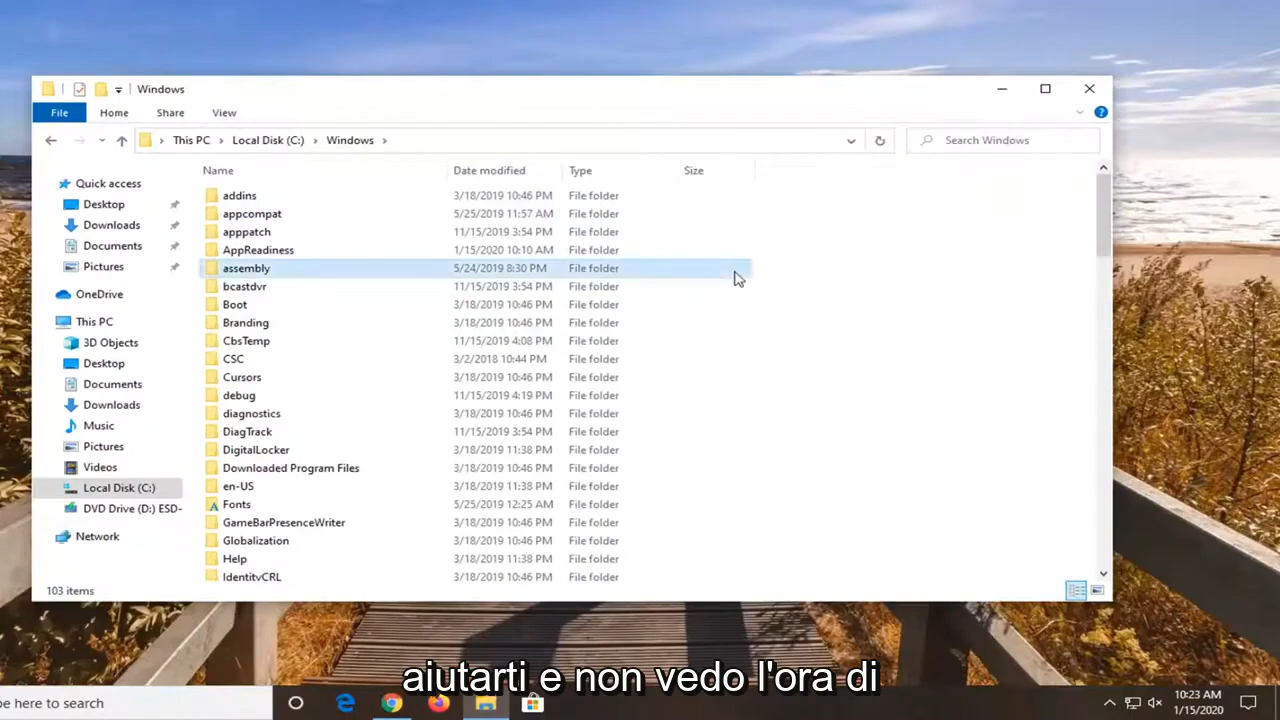 Windows
File Home Share View
This PC Local Disk (C:) Windows Search Windows
Name Date modified Type Size
Quick access
Desktop
Downloads
Documents
Pictures
OneDrive
This PC
3D Objects
Desktop
Documents
Downloads
Music
Pictures
Videos
Local Disk (C:)
DVD Drive (D:) ESD-
Network
addins 3/18/2019 10:46 PM File folder
appcompat 5/25/2019 11:57 AM File folder
apppatch 11/15/2019 3:54 PM File folder
AppReadiness 1/15/2020 10:10 AM File folder
assembly 5/24/2019 8:30 PM File folder
bcastdvr 11/15/2019 3:54 PM File folder
Boot 3/18/2019 10:46 PM File folder
Branding 3/18/2019 10:46 PM File folder
CbsTemp 11/15/2019 4:08 PM File folder
CSC 3/2/2018 10:44 PM File folder
Cursors 3/18/2019 10:46 PM File folder
debug 11/15/2019 4:19 PM File folder
diagnostics 3/18/2019 10:46 PM File folder
DiagTrack 11/15/2019 3:54 PM File folder
DigitalLocker 3/18/2019 11:38 PM File folder
Downloaded Program Files 3/18/2019 10:46 PM File folder
en-US 3/18/2019 11:38 PM File folder
Fonts 5/25/2019 12:25 AM File folder
GameBarPresenceWriter 3/18/2019 10:46 PM File folder
Globalization 3/18/2019 10:46 PM File folder
Help 3/18/2019 11:38 PM File folder
IdentityCRL 3/18/2019 10:46 PM File folder
103 items
aiutarti e non vedo l'ora di
pe here to search
10:23 AM
1/15/2020